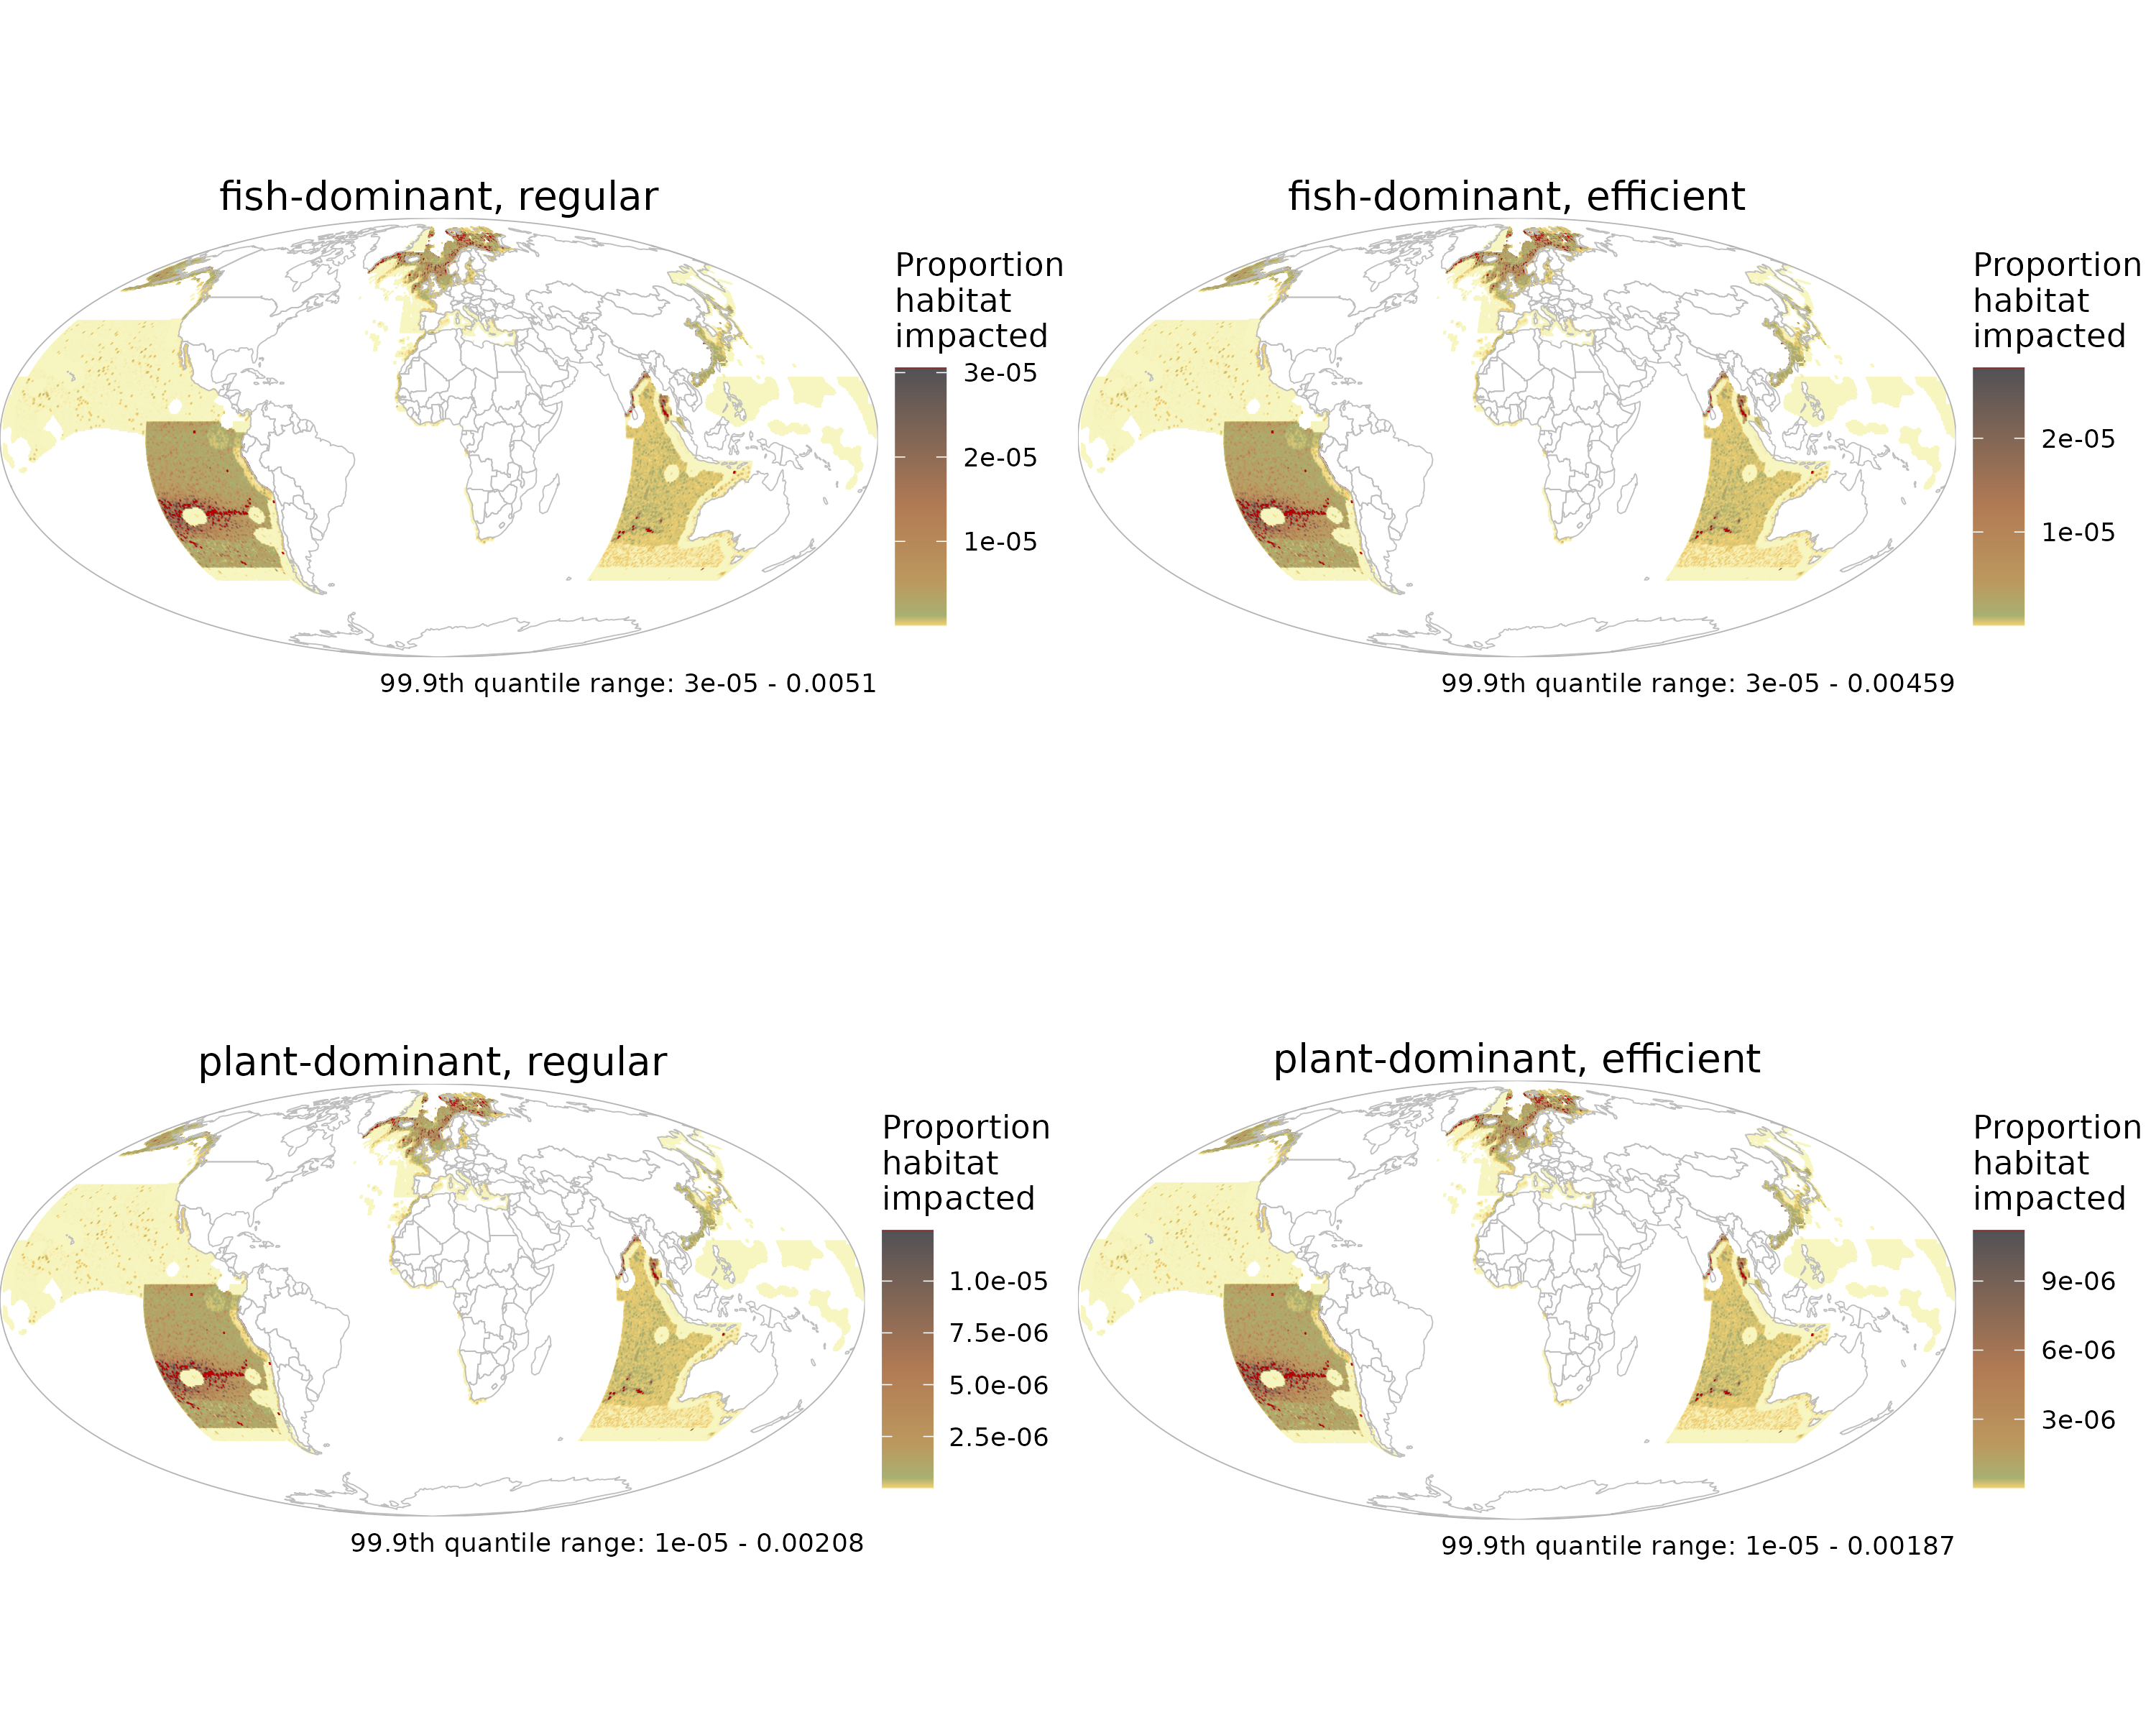 fish-dominant, regular
Proportion
habitat
impacted
3e-05
2e-05
1e-05
99.9th quantile range: 3e-05 - 0.0051
fish-dominant, efficient
Proportion
habitat
impacted
2e-05
1e-05
99.9th quantile range: 3e-05 - 0.00459
plant-dominant, regular
Proportion
habitat
impacted
1.0e-05
7.5e-06
5.0e-06
2.5e-06
99.9th quantile range: 1e-05 - 0.00208
plant-dominant, efficient
Proportion
habitat
impacted
9e-06
6e-06
3e-06
99.9th quantile range: 1e-05 - 0.00187